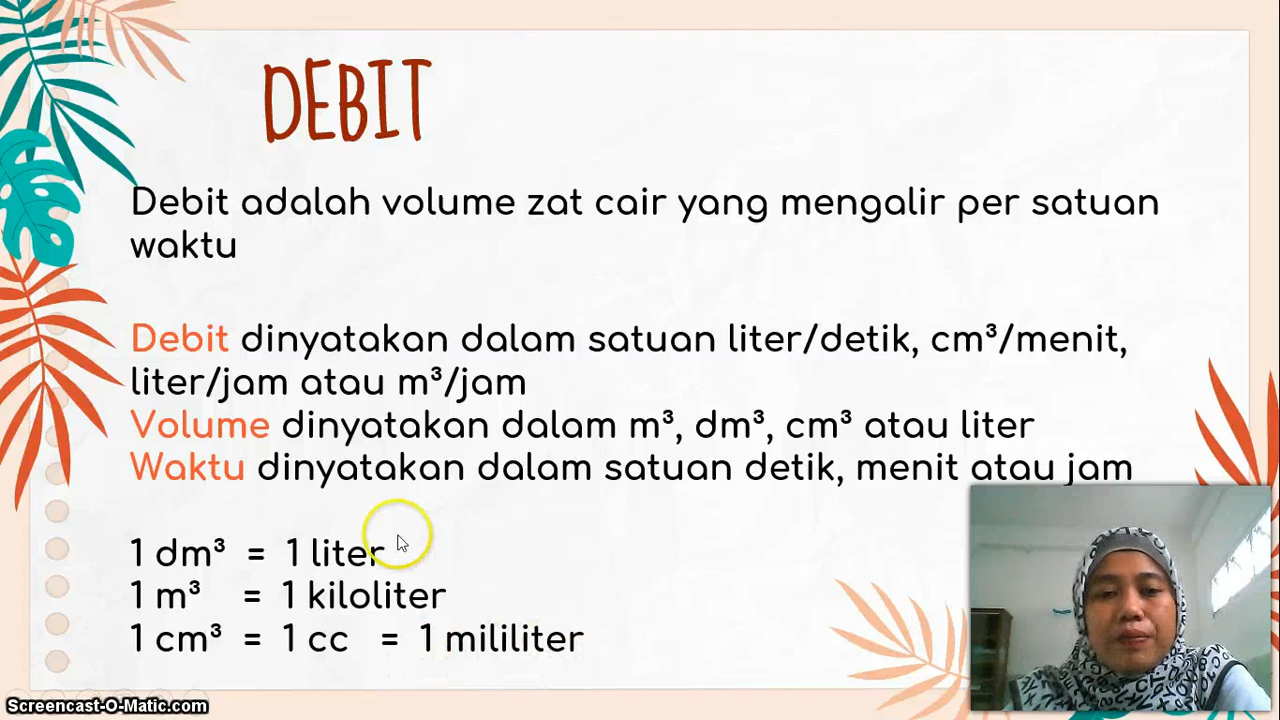 DEBIT
Debit adalah volume zat cair yang mengalir per satuan
waktu
Debit dinyatakan dalam satuan liter/detik, cm³/menit,
liter/jam atau m³/jam
Volume dinyatakan dalam m³, dm³, cm³ atau liter
Waktu dinyatakan dalam satuan detik, menit atau jam
1 dm³ = 1 liter
1 m³ = 1 kiloliter
1 cm³ = 1 cc = 1 mililiter
Screencast-O-Matic.com